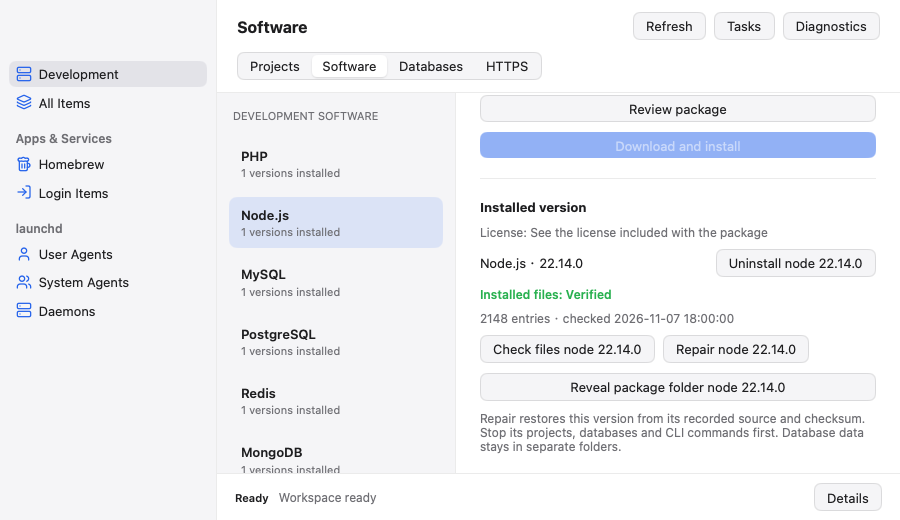 Software
Refresh
Tasks
Diagnostics
Projects
Software
Databases
HTTPS
Development
All Items
Apps & Services
Homebrew
Login Items
launchd
User Agents
System Agents
Daemons
DEVELOPMENT SOFTWARE
PHP
1 versions installed
Node.js
1 versions installed
MySQL
1 versions installed
PostgreSQL
1 versions installed
Redis
1 versions installed
MongoDB
1 versions installed
Review package
Download and install
Installed version
License: See the license included with the package
Node.js · 22.14.0
Uninstall node 22.14.0
Installed files: Verified
2148 entries · checked 2026-11-07 18:00:00
Check files node 22.14.0
Repair node 22.14.0
Reveal package folder node 22.14.0
Repair restores this version from its recorded source and checksum.
Stop its projects, databases and CLI commands first. Database data
stays in separate folders.
Ready
Workspace ready
Details